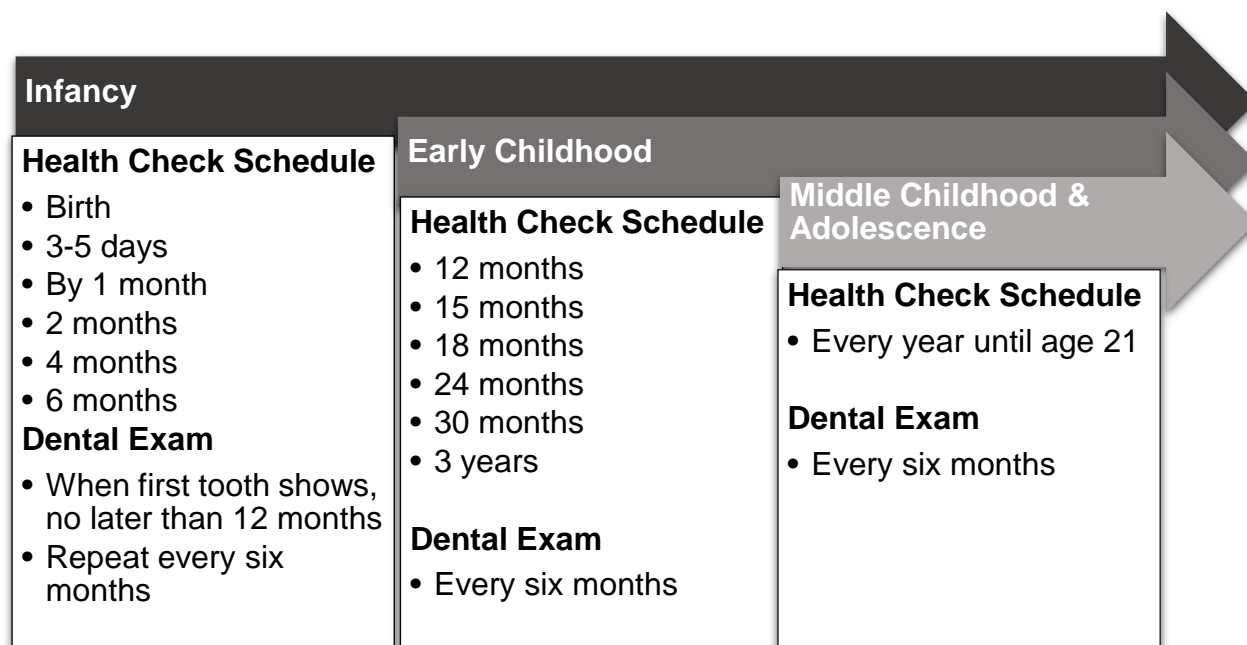 Infancy
Health Check Schedule
• Birth
• 3-5 days
• By 1 month
• 2 months
• 4 months
• 6 months
Dental Exam
• When first tooth shows,
no later than 12 months
• Repeat every six
months
Early Childhood
Health Check Schedule
• 12 months
• 15 months
• 18 months
• 24 months
• 30 months
• 3 years
Dental Exam
• Every six months
Middle Childhood &
Adolescence
Health Check Schedule
• Every year until age 21
Dental Exam
• Every six months